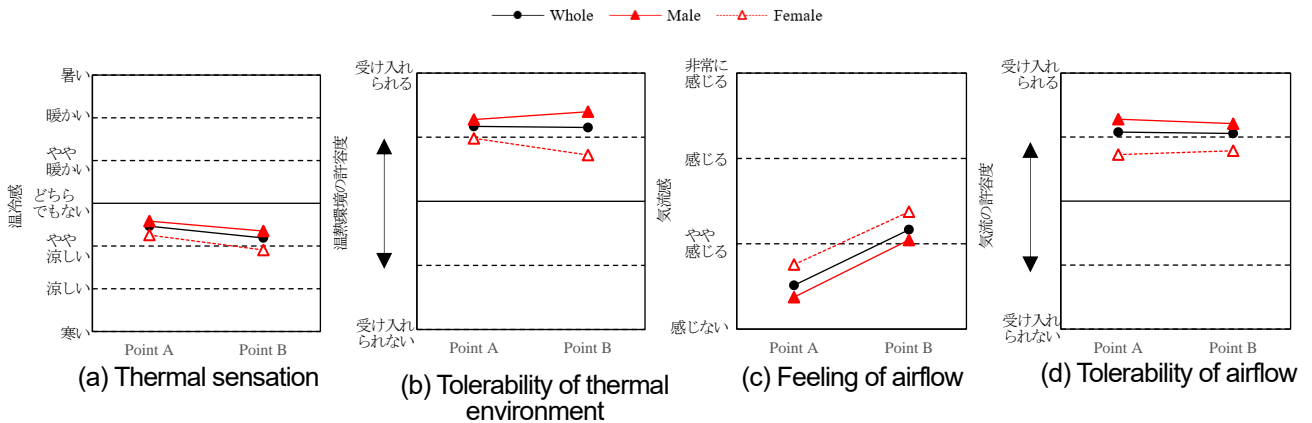 Whole Male Female
暑い
暖かい
やや
暖かい
どちら
でもない
やや
涼しい
涼しい
寒い
温冷感
Point A Point B
(a) Thermal sensation
受け入れ
られる
受け入れ
られない
温熱環境の許容度
Point A Point B
(b) Tolerability of thermal
environment
非常に
感じる
感じる
やや
感じる
感じない
気流感
Point A Point B
(c) Feeling of airflow
受け入れ
られる
受け入れ
られない
気流の許容度
Point A Point B
(d) Tolerability of airflow